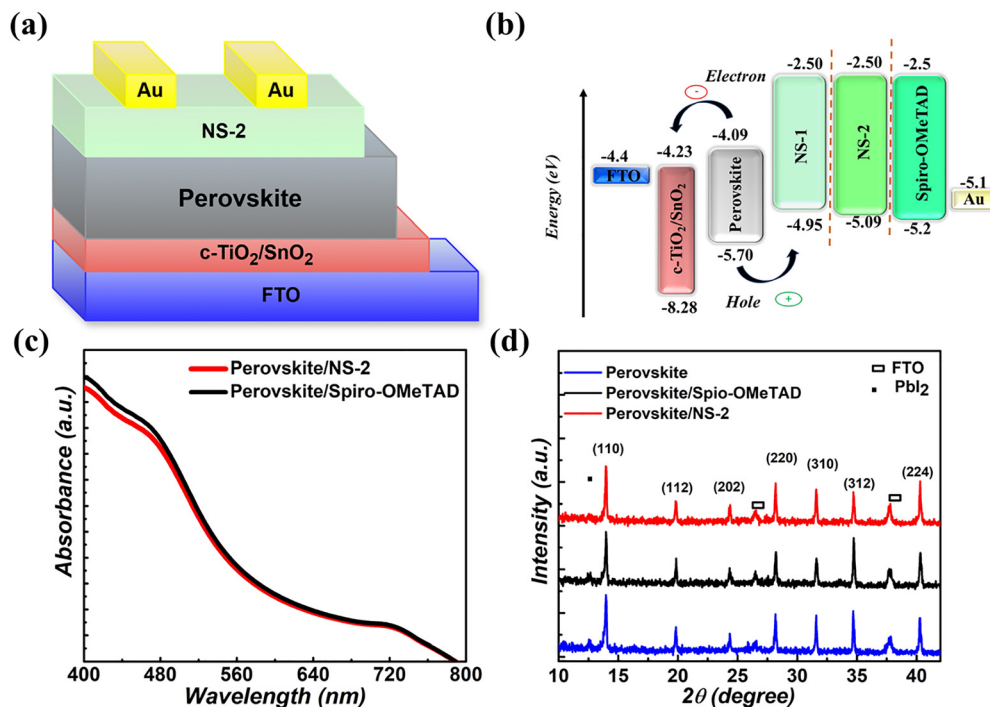 (a)
Au
Au
NS-2
Perovskite
c-TiO2/SnO2
FTO
(b)
Energy (eV)
Electron
-
-4.4
FTO
-4.23
c-TiO2/SnO2
-8.28
-4.09
Perovskite
-5.70
Hole
+
-2.50
NS-1
-4.95
-2.50
NS-2
-5.09
-2.5
Spiro-OMeTAD
-5.2
-5.1
Au
(c)
Absorbance (a.u.)
Perovskite/NS-2
Perovskite/Spiro-OMeTAD
400 480 560 640 720 800
Wavelength (nm)
(d)
Intensity (a.u.)
Perovskite
Perovskite/Spio-OMeTAD
Perovskite/NS-2
FTO
PbI2
(110)
(112)
(202)
(220)
(310)
(312)
(224)
10 15 20 25 30 35 40
2θ (degree)